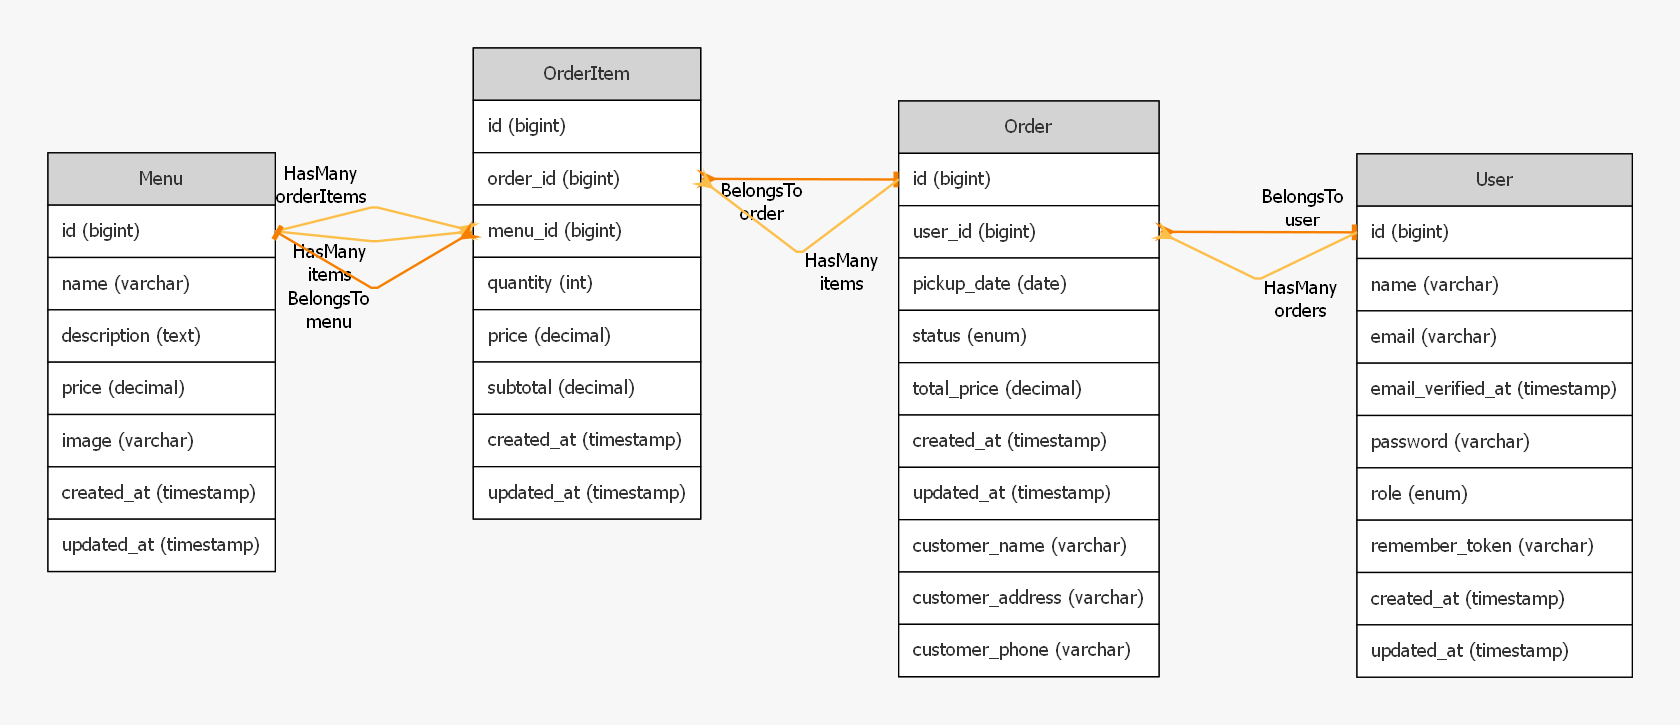 Menu
id (bigint)
name (varchar)
description (text)
price (decimal)
image (varchar)
created_at (timestamp)
updated_at (timestamp)
HasMany
orderItems
HasMany
items
BelongsTo
menu
OrderItem
id (bigint)
order_id (bigint)
menu_id (bigint)
quantity (int)
price (decimal)
subtotal (decimal)
created_at (timestamp)
updated_at (timestamp)
BelongsTo
order
HasMany
items
Order
id (bigint)
user_id (bigint)
pickup_date (date)
status (enum)
total_price (decimal)
created_at (timestamp)
updated_at (timestamp)
customer_name (varchar)
customer_address (varchar)
customer_phone (varchar)
BelongsTo
user
HasMany
orders
User
id (bigint)
name (varchar)
email (varchar)
email_verified_at (timestamp)
password (varchar)
role (enum)
remember_token (varchar)
created_at (timestamp)
updated_at (timestamp)